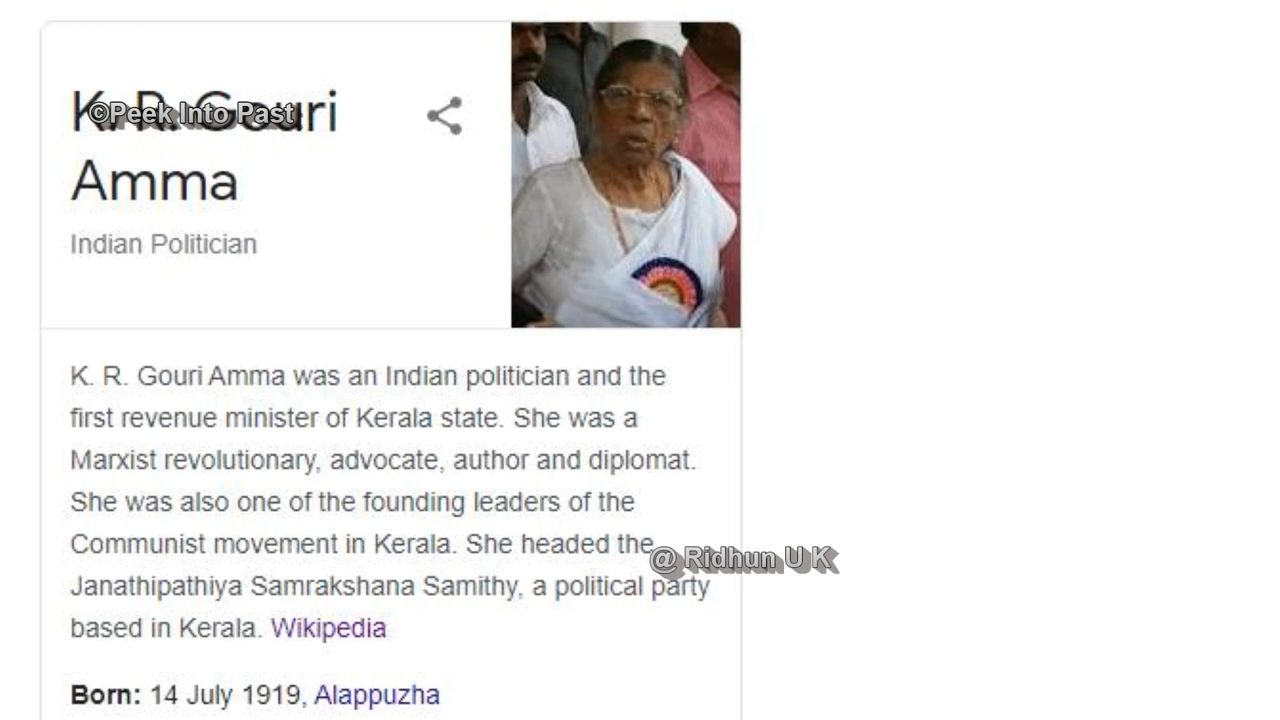 K. R. Gouri
©Peek Into Past
Amma
Indian Politician
K. R. Gouri Amma was an Indian politician and the
first revenue minister of Kerala state. She was a
Marxist revolutionary, advocate, author and diplomat.
She was also one of the founding leaders of the
Communist movement in Kerala. She headed the
@ Ridhun U K
Janathipathiya Samrakshana Samithy, a political party
based in Kerala. Wikipedia
Born: 14 July 1919, Alappuzha